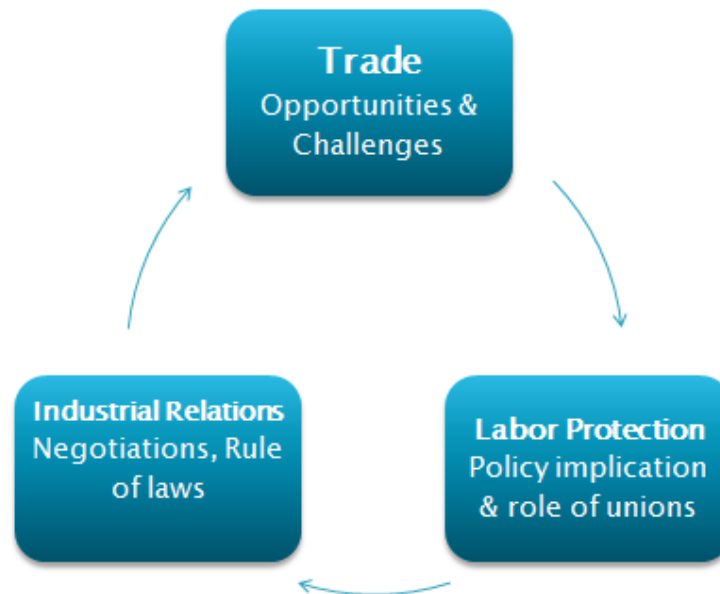 Trade
Opportunities &
Challenges
Industrial Relations
Negotiations, Rule
of laws
Labor Protection
Policy implication
& role of unions